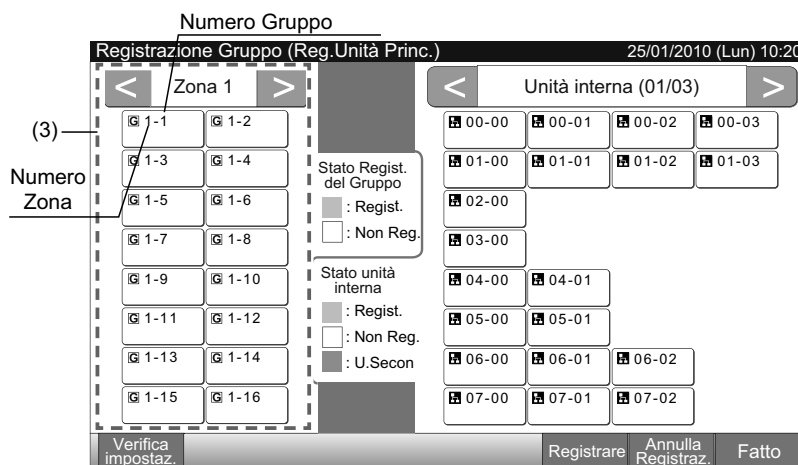 Numero Gruppo
Registrazione Gruppo (Reg.Unità Princ.) 25/01/2010 (Lun) 10:20
< Zona 1 >
< Unità interna (01/03) >
(3)
Numero
Zona
G 1-1 G 1-2
G 1-3 G 1-4
G 1-5 G 1-6
G 1-7 G 1-8
G 1-9 G 1-10
G 1-11 G 1-12
G 1-13 G 1-14
G 1-15 G 1-16
Stato Regist.
del Gruppo
: Regist.
: Non Reg.
Stato unità
interna
: Regist.
: Non Reg.
: U.Secon
00-00 00-01 00-02 00-03
01-00 01-01 01-02 01-03
02-00
03-00
04-00 04-01
05-00 05-01
06-00 06-01 06-02
07-00 07-01 07-02
Verifica
impostaz.
Registrare
Annulla
Registraz.
Fatto